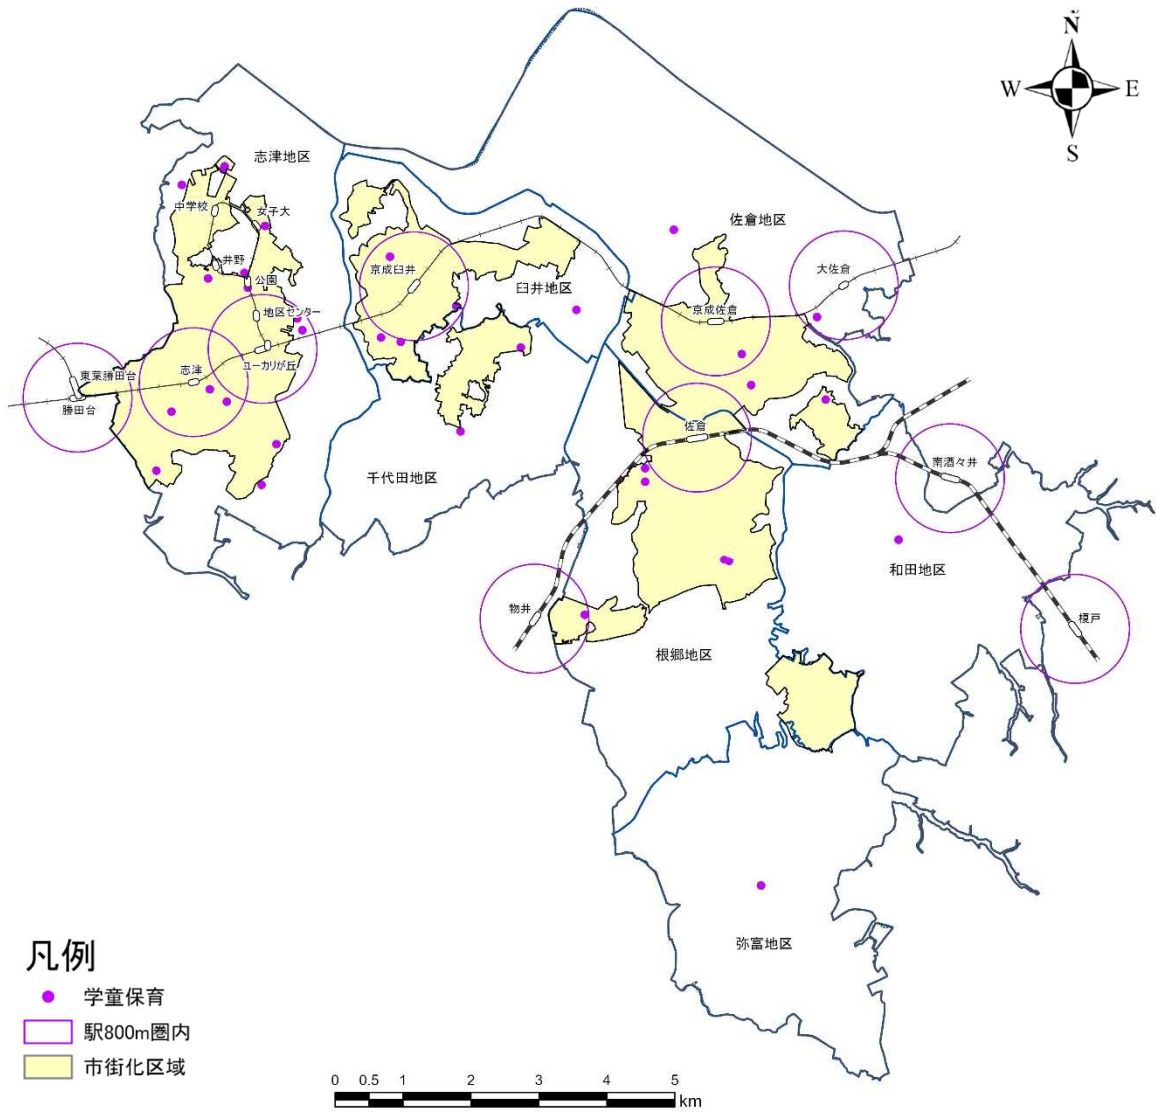 N
W
E
S
志津地区
中学校
女子大
井野
公園
地区センター
ユーカリが丘
志津
東葉勝田台
勝田台
京成臼井
臼井地区
千代田地区
佐倉地区
大佐倉
京成佐倉
佐倉
南酒々井
和田地区
榎戸
物井
根郷地区
弥富地区
凡例
学童保育
駅800m圏内
市街化区域
0 0.5 1 2 3 4 5
km